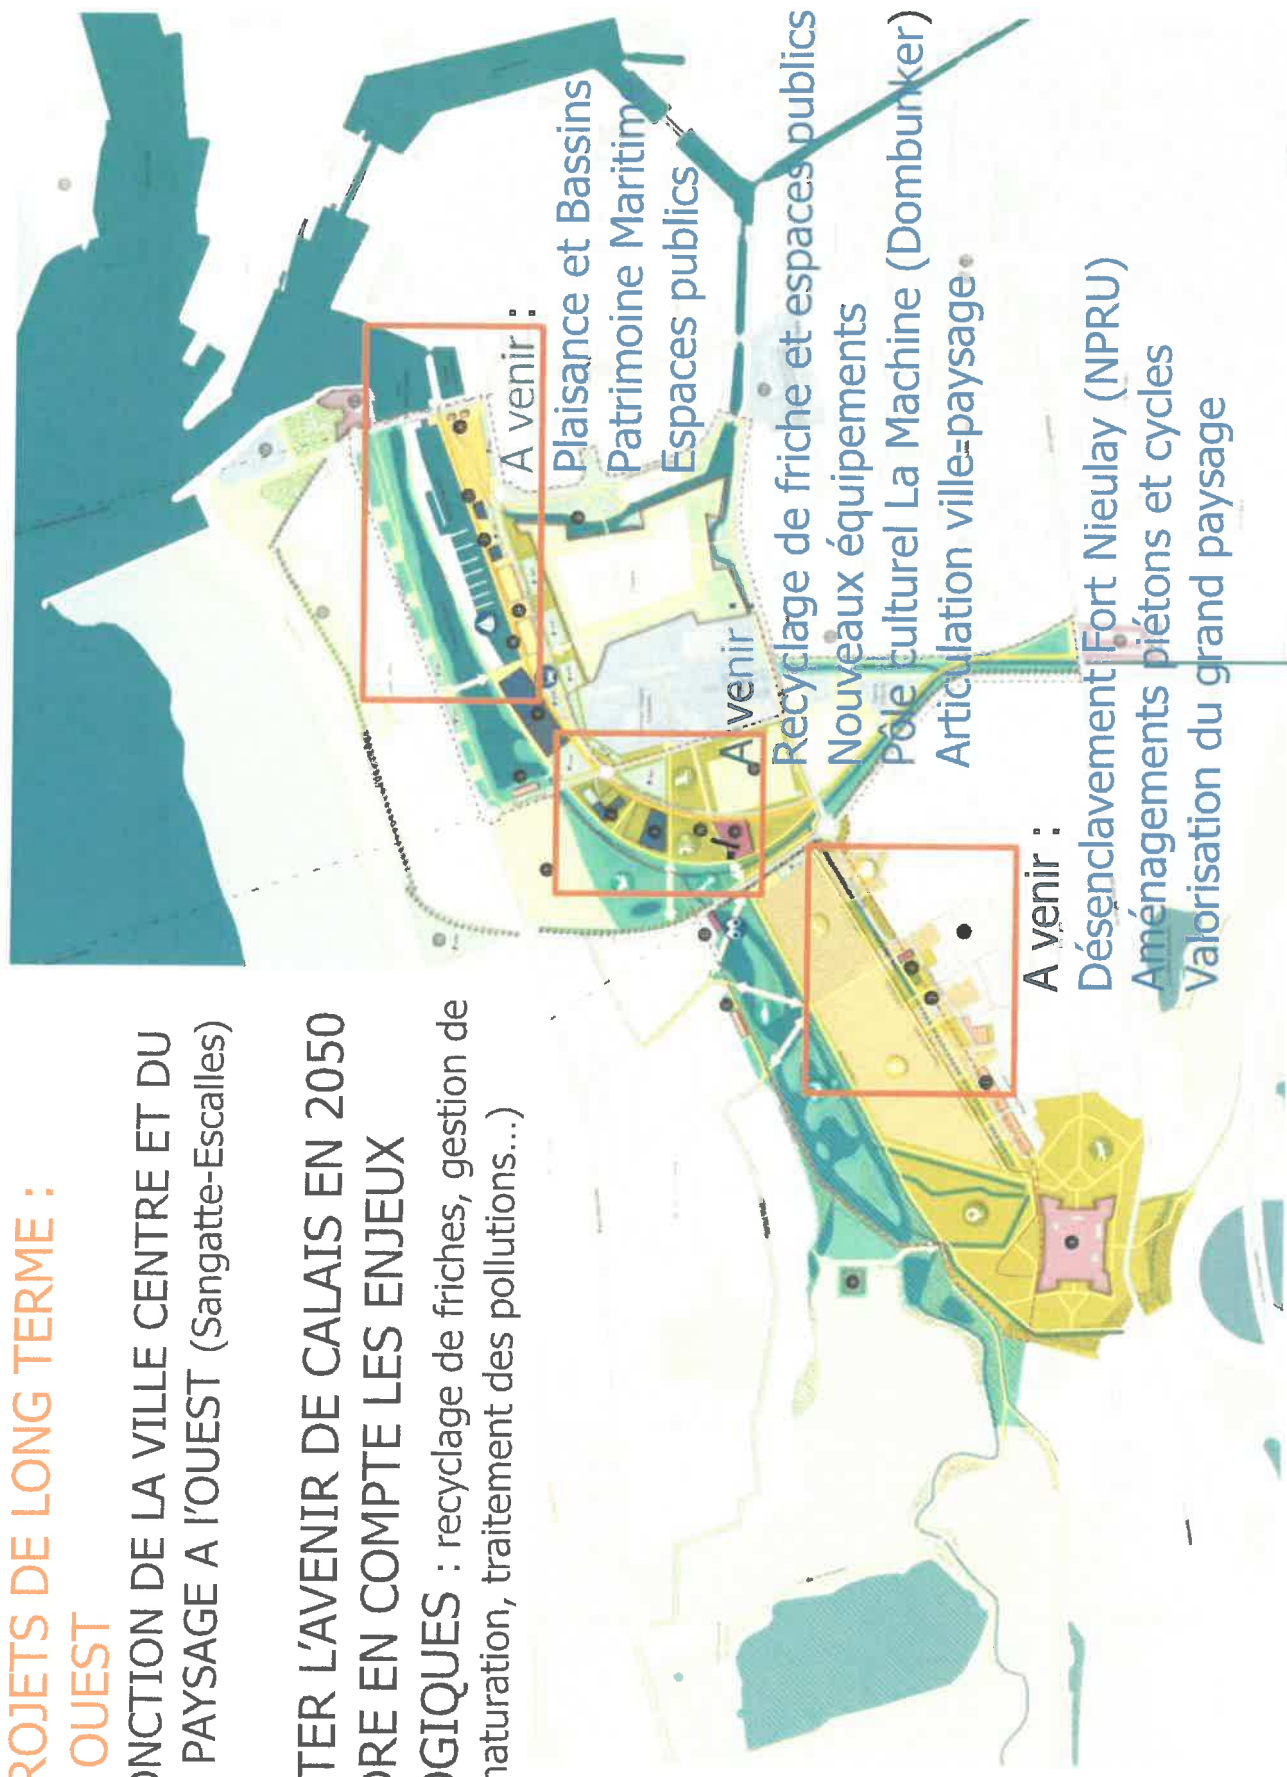 ROJETS DE LONG TERME :
OUEST
ONCTION DE LA VILLE CENTRE ET DU
PAYSAGE A l'OUEST (Sangatte-Escalles)
TER L'AVENIR DE CALAIS EN 2050
DRE EN COMPTE LES ENJEUX
OGIQUES : recyclage de friches, gestion de
naturation, traitement des pollutions...)
A venir :
Plaisance et Bassins
Patrimoine Maritim
Espaces publics
A venir
Recyclage de friche et espaces publics
Nouveaux équipements
Pôle culturel La Machine (Dombunker)
Articulation ville-paysage
A venir :
Désenclavement Fort Nieulay (NPRU)
Aménagements piétons et cycles
Valorisation du grand paysage